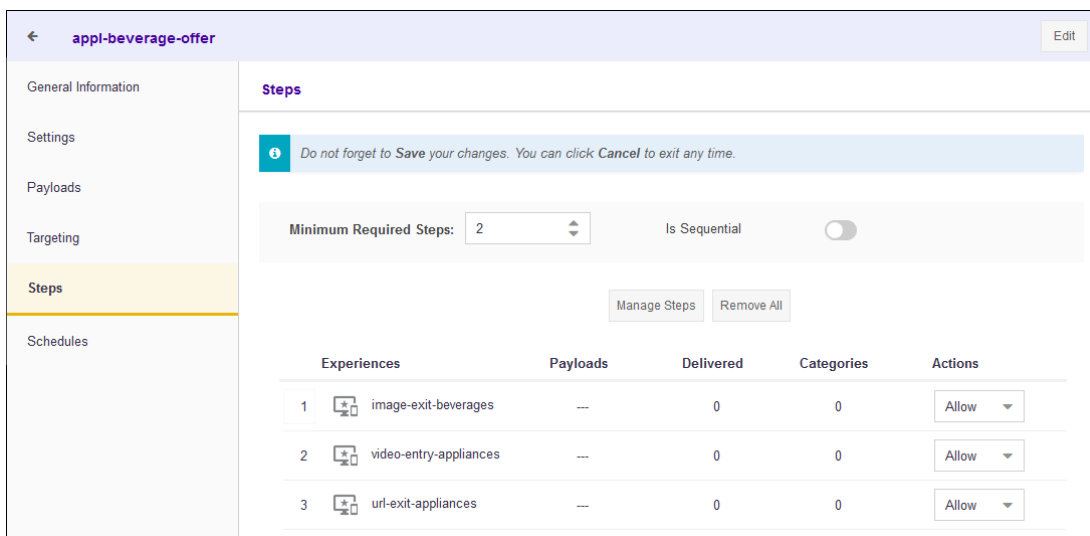 appl-beverage-offer
Edit
General Information
Settings
Payloads
Targeting
Steps
Schedules
Steps
Do not forget to Save your changes. You can click Cancel to exit any time.
Minimum Required Steps: 2 Is Sequential
Manage Steps Remove All
Experiences Payloads Delivered Categories Actions
1 image-exit-beverages --- 0 0 Allow
2 video-entry-appliances --- 0 0 Allow
3 url-exit-appliances --- 0 0 Allow